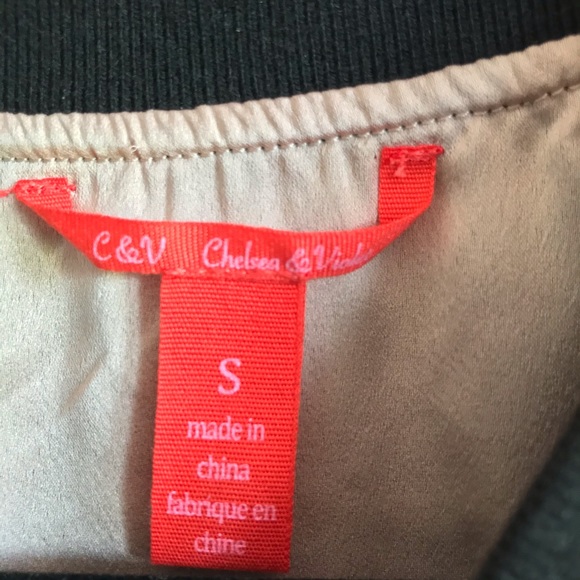 C & V Chelsea & Violet
S
made in
china
fabrique en
chine